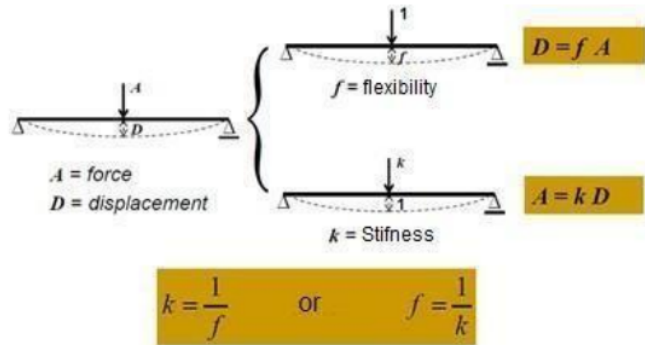 A
D
A = force
D = displacement
1
f
f = flexibility
D = f A
k
1
k = Stifness
A = k D
k = 1/f or f = 1/k